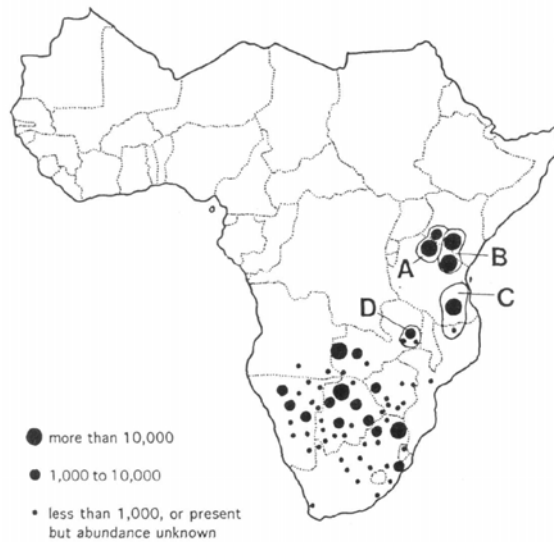 A
B
C
D
more than 10,000
1,000 to 10,000
less than 1,000, or present
but abundance unknown